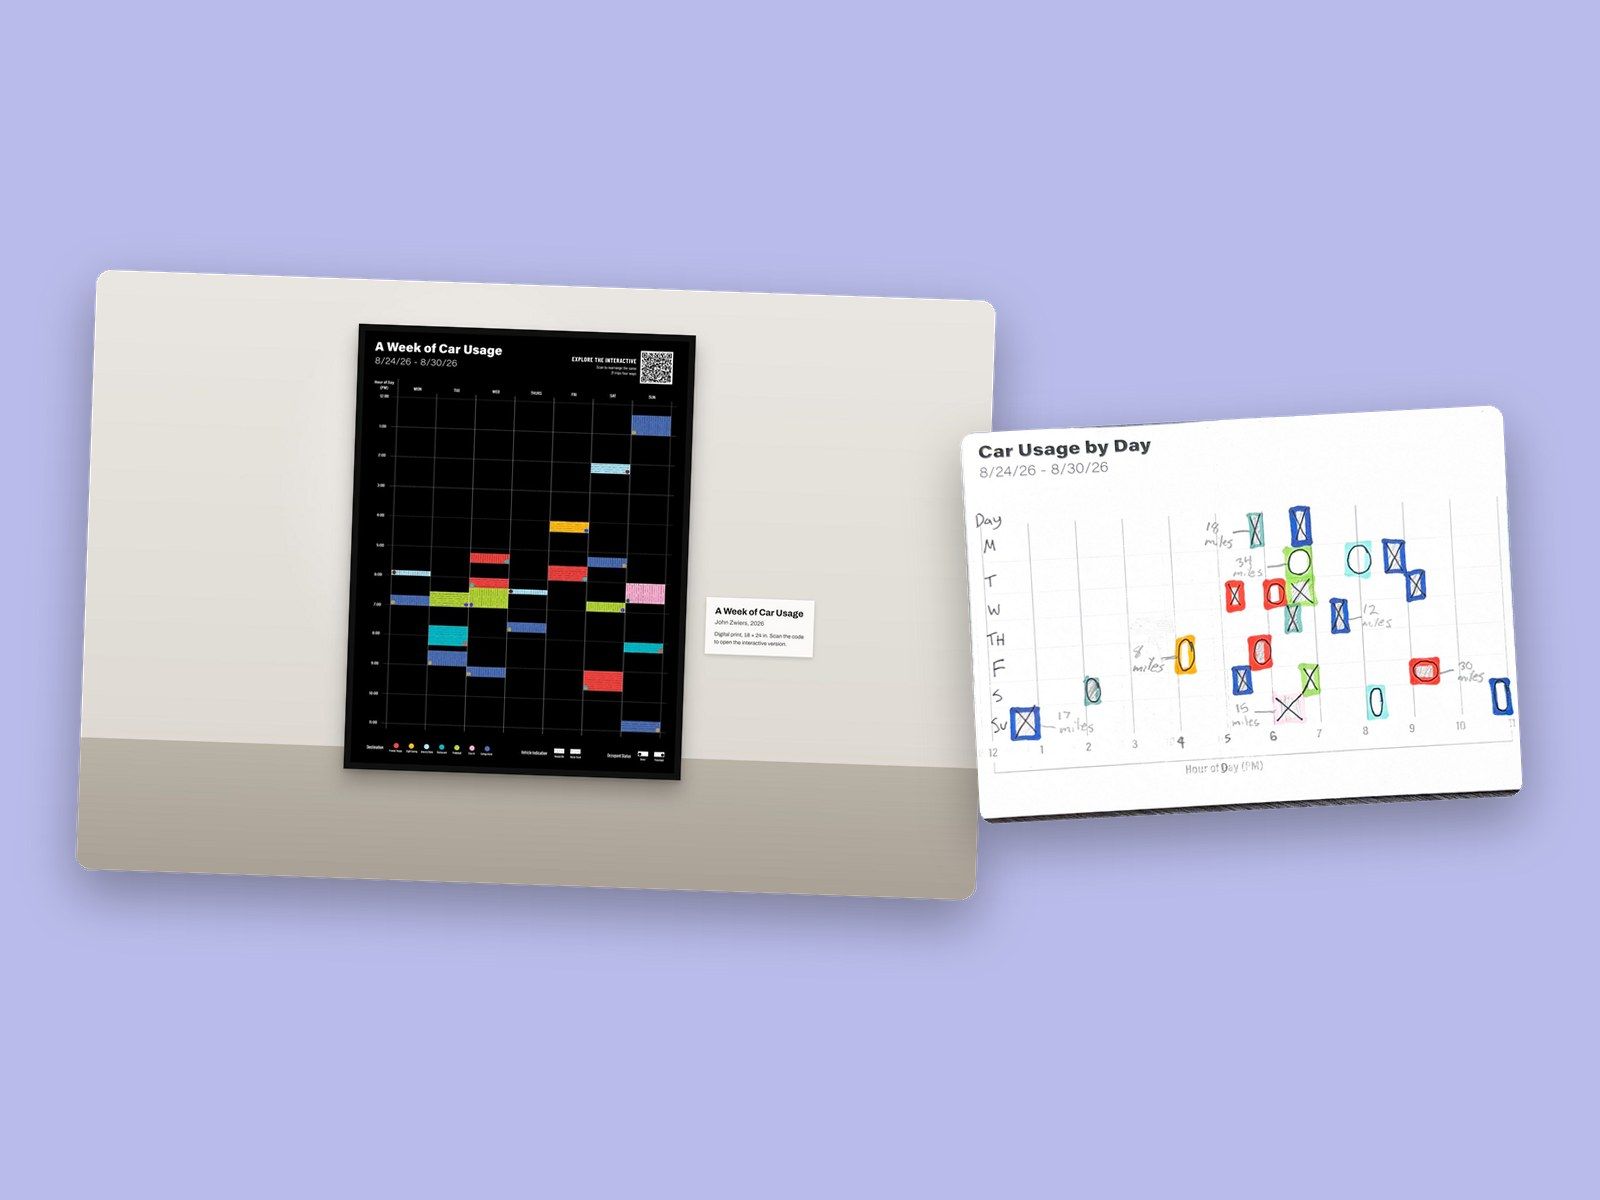 A Week of Car Usage
8/24/26 - 8/30/26
EXPLORE THE INTERACTIVE
Hour of Day
(PM)
MON
TUE
WED
THURS
FRI
SAT
SUN
12:00
1:00
2:00
3:00
4:00
5:00
6:00
7:00
8:00
9:00
10:00
11:00
Destination
Vehicle Indication
Occupant Status
A Week of Car Usage
John Zwiers, 2026
Digital print, 18 × 24 in. Scan the code
to open the interactive version.
Car Usage by Day
8/24/26 - 8/30/26
Day
M
T
W
TH
F
S
Su
18
miles
34
miles
12
miles
8
miles
30
miles
17
miles
15
miles
12 1 2 3 4 5 6 7 8 9 10 11
Hour of Day (PM)